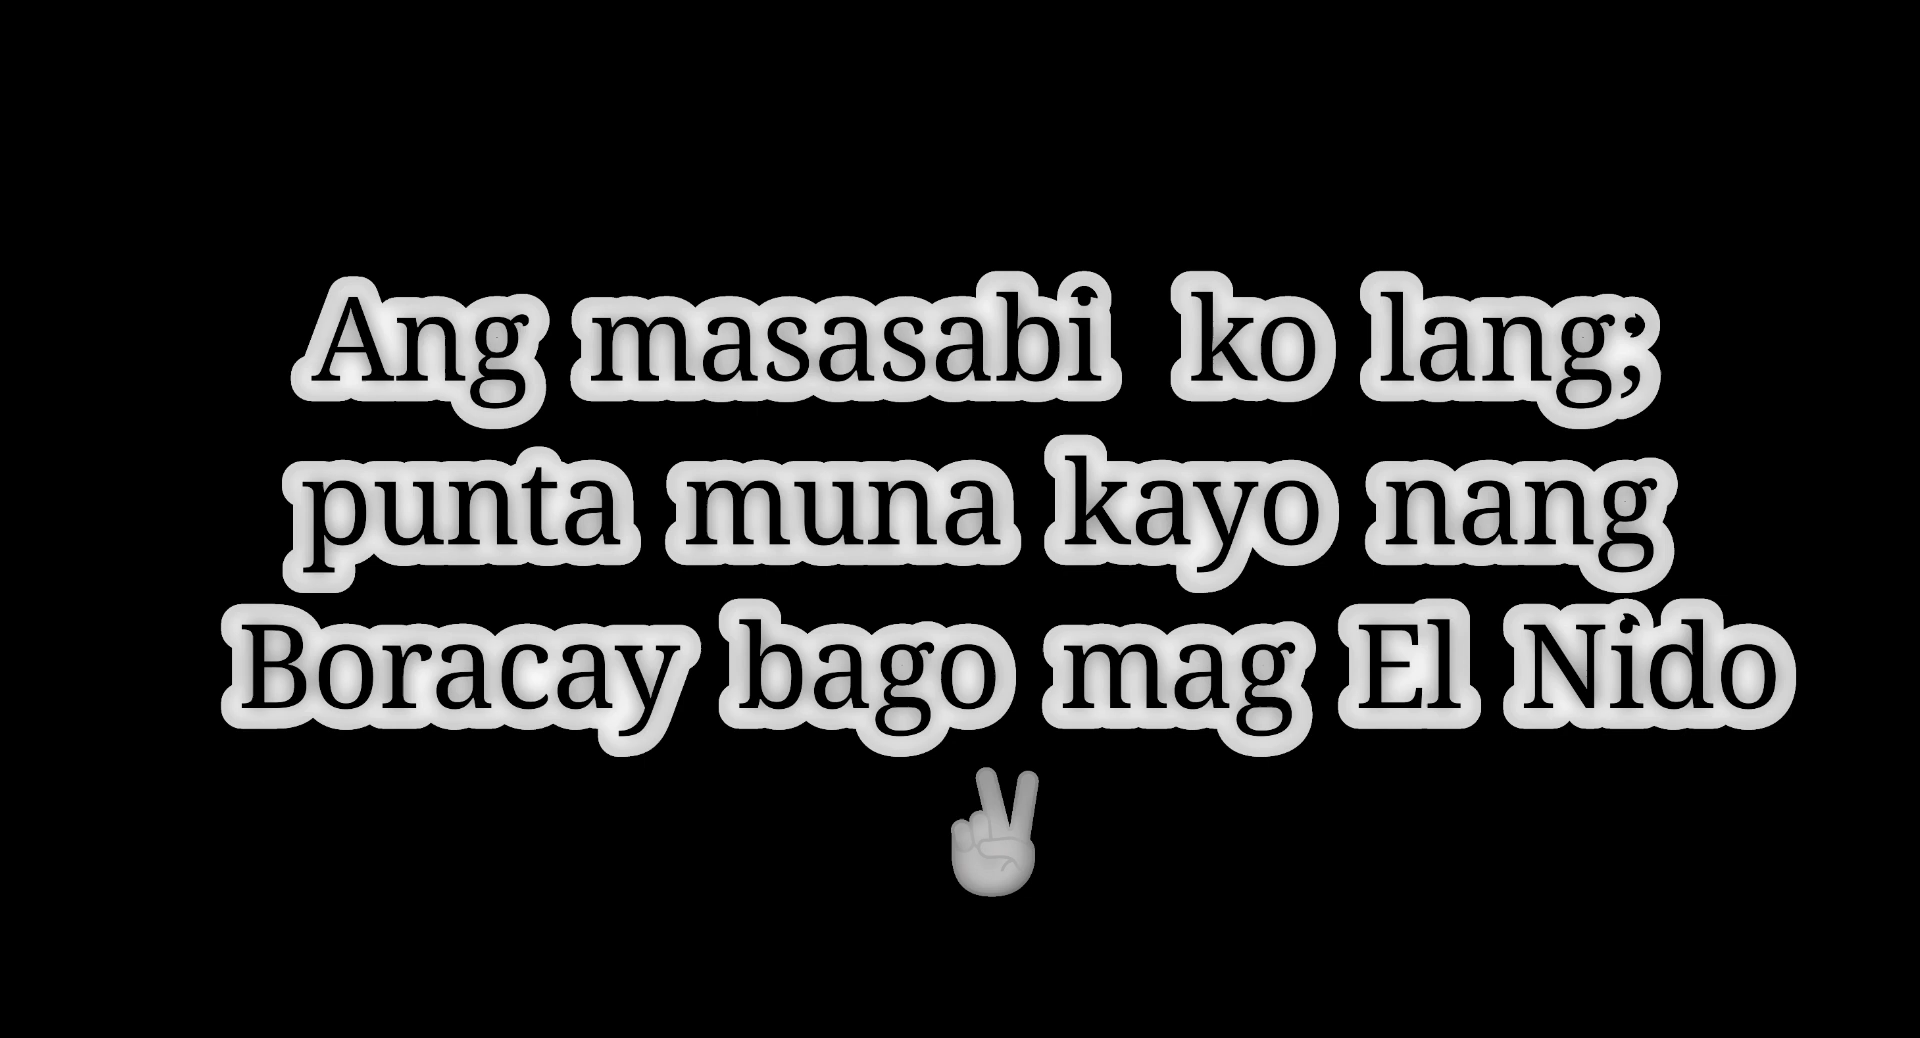 Ang masasabi  ko lang;
punta muna kayo nang
Boracay bago mag El Nido
✌